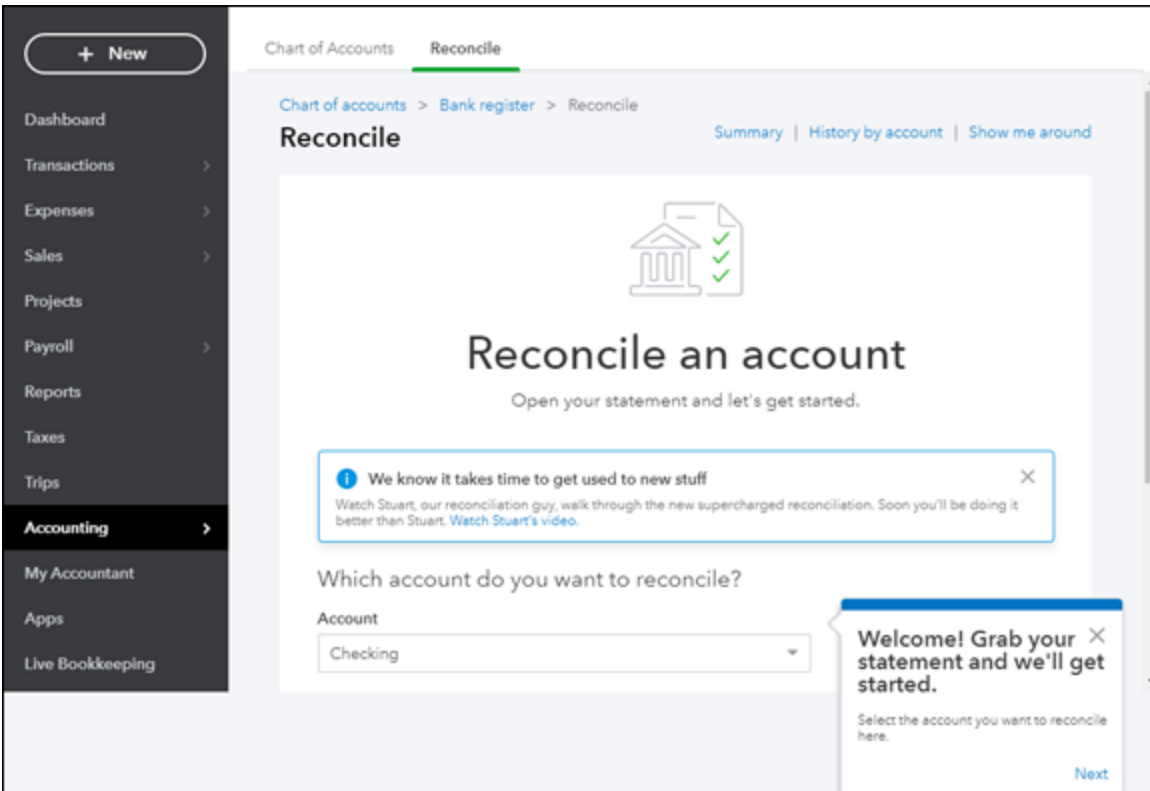 + New
Dashboard
Transactions
Expenses
Sales
Projects
Payroll
Reports
Taxes
Trips
Accounting
My Accountant
Apps
Live Bookkeeping
Chart of Accounts
Reconcile
Chart of accounts > Bank register > Reconcile
Reconcile
Summary | History by account | Show me around
Reconcile an account
Open your statement and let's get started.
We know it takes time to get used to new stuff
Watch Stuart, our reconciliation guy, walk through the new supercharged reconciliation. Soon you'll be doing it
better than Stuart. Watch Stuart's video.
Which account do you want to reconcile?
Account
Checking
Welcome! Grab your
statement and we'll get
started.
Select the account you want to reconcile
here.
Next